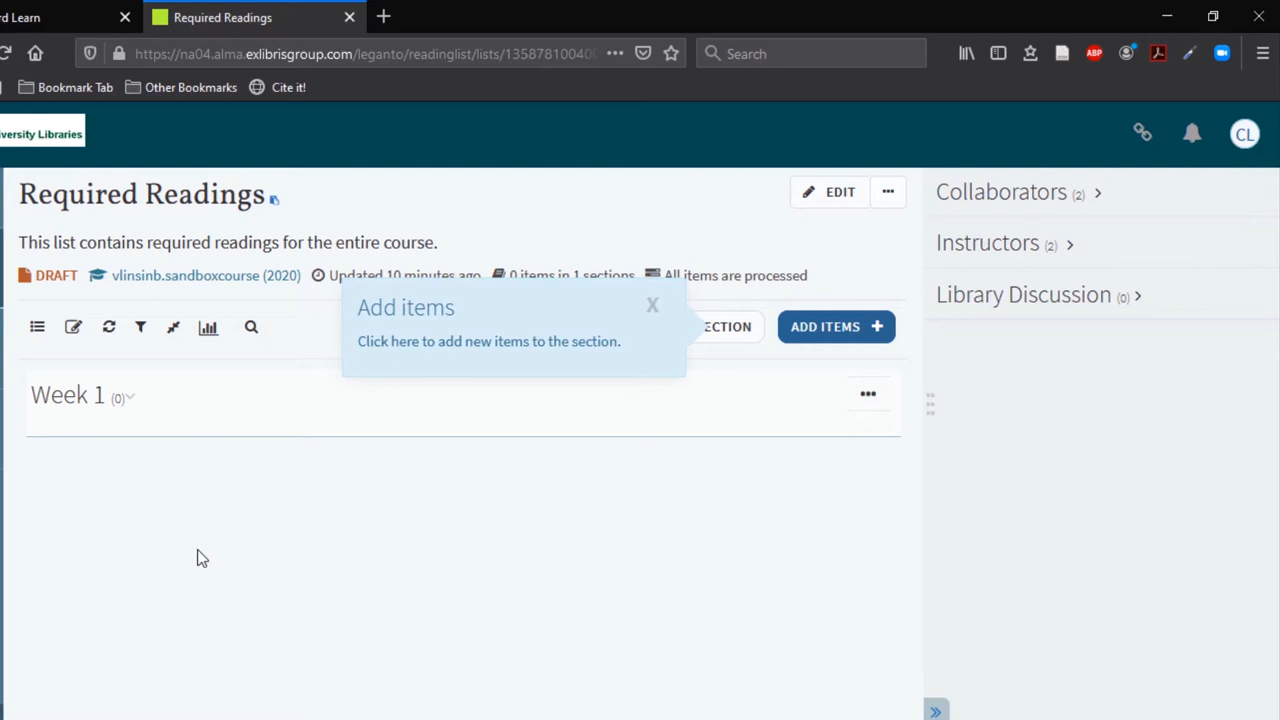 rd Learn
Required Readings
https://na04.alma.exlibrisgroup.com/leganto/readinglist/lists/13587810040
Search
ABP
Bookmark Tab
Other Bookmarks
Cite it!
versity Libraries
CL
Required Readings
EDIT
This list contains required readings for the entire course.
DRAFT vlinsinb.sandboxcourse (2020) Updated 10 minutes ago 0 items in 1 sections All items are processed
Add items X
Click here to add new items to the section.
ECTION
ADD ITEMS +
Week 1 (0)
Collaborators (2)
Instructors (2)
Library Discussion (0)